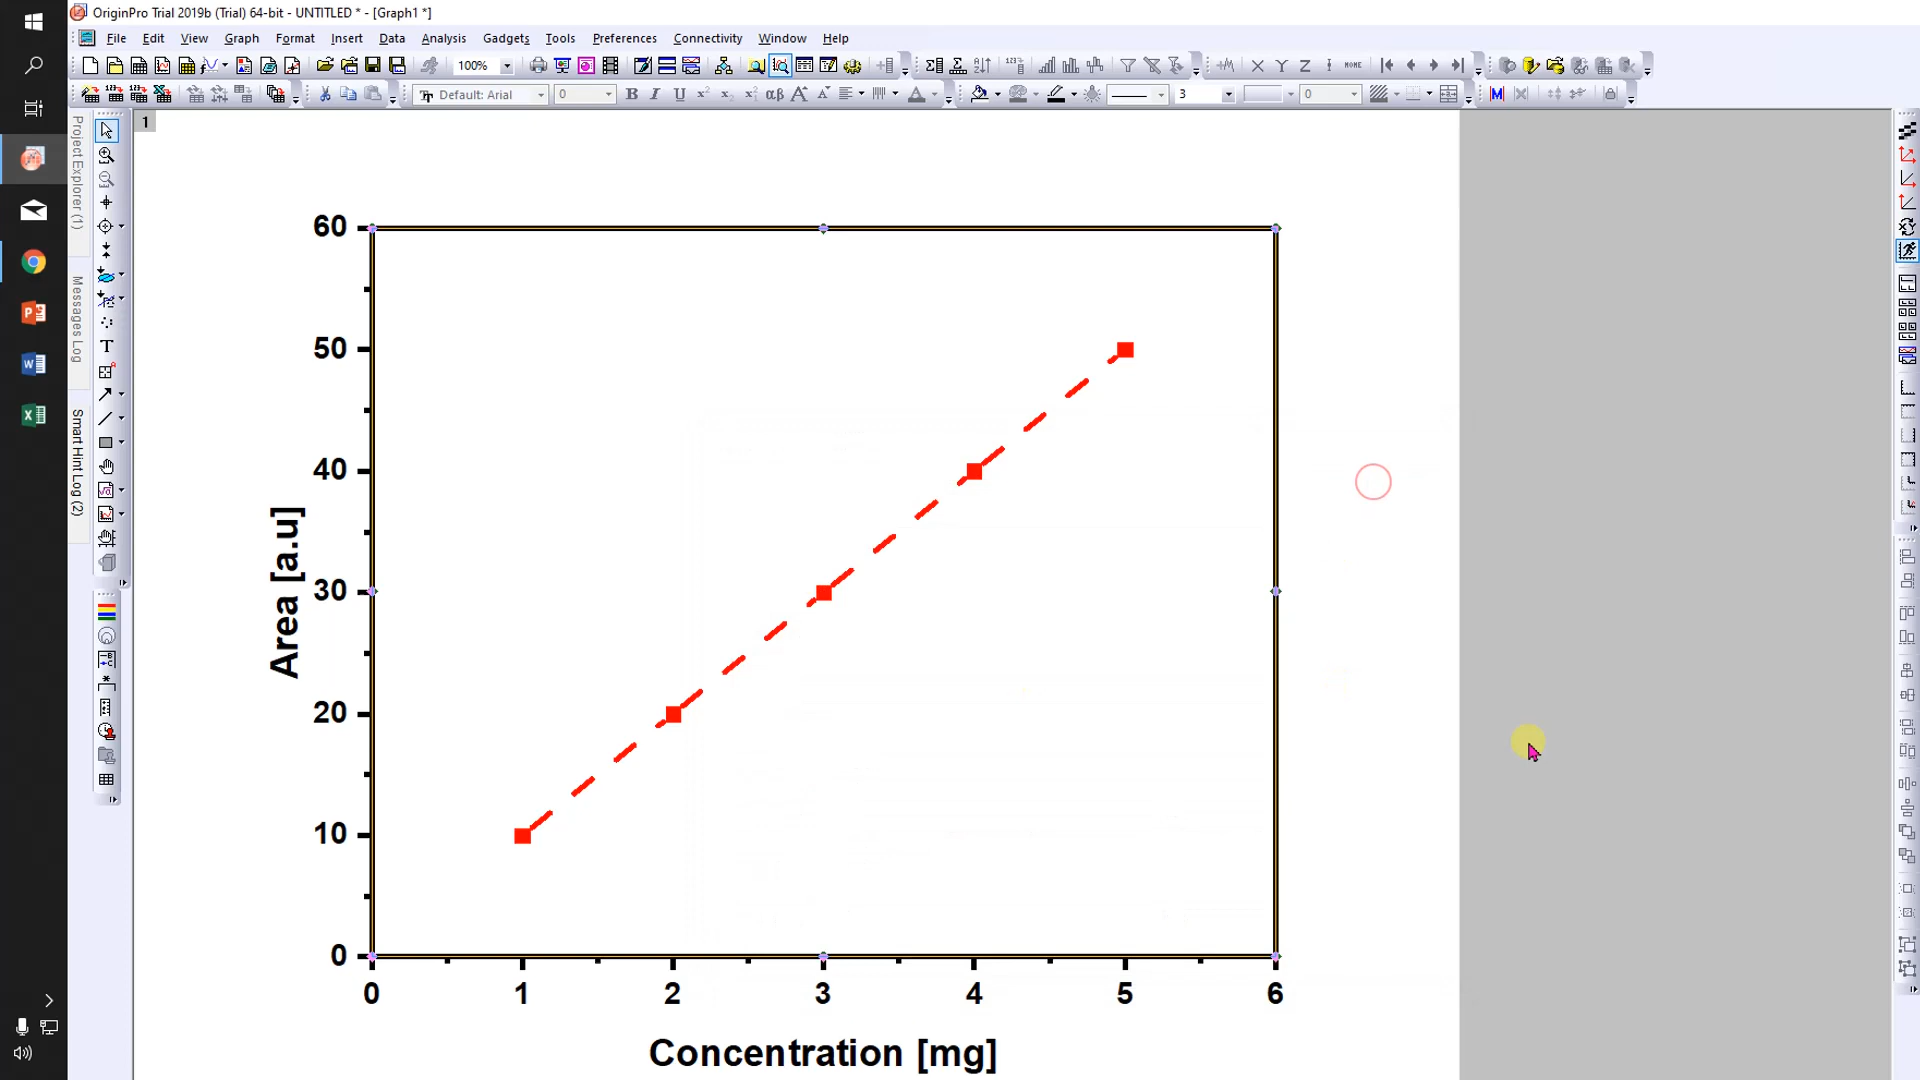 OriginPro Trial 2019b (Trial) 64-bit - UNTITLED * - [Graph1 *]
File Edit View Graph Format Insert Data Analysis Gadgets Tools Preferences Connectivity Window Help
100%
Default: Arial 0 B I U 3 0
1
Project Explorer (1)
Messages Log
Smart Hint Log (2)
60
50
40
30
20
10
0
Area [a.u]
0 1 2 3 4 5 6
Concentration [mg]